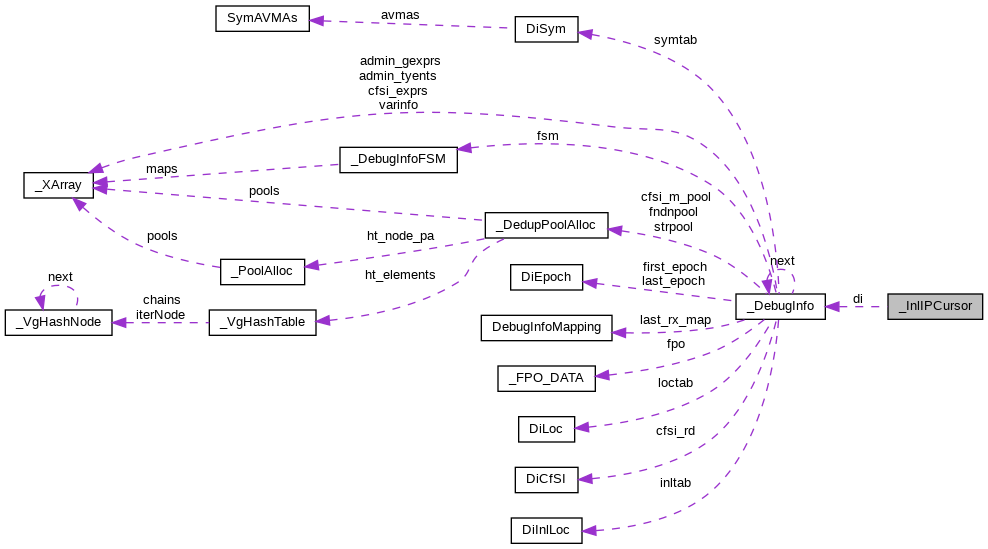 SymAVMAs
avmas
DiSym
symtab
admin_gexprs
admin_tyents
cfsi_exprs
varinfo
fsm
_DebugInfoFSM
maps
_XArray
pools
cfsi_m_pool
fndnpool
strpool
_DedupPoolAlloc
pools
ht_node_pa
_PoolAlloc
next
first_epoch
last_epoch
DiEpoch
ht_elements
next
chains
iterNode
_VgHashNode
_VgHashTable
_DebugInfo
di
_InlIPCursor
last_rx_map
DebugInfoMapping
fpo
_FPO_DATA
loctab
DiLoc
cfsi_rd
DiCfSI
inltab
DiInlLoc